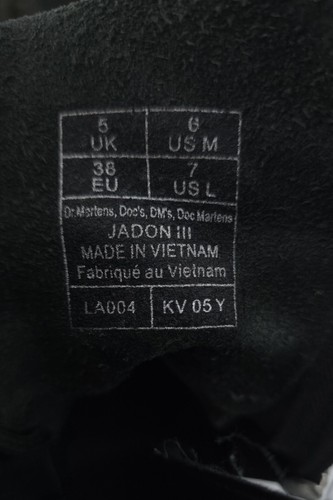 5 6
UK US M
38 7
EU US L
Dr.Martens, Doc's, DM's, Doc Martens
JADON III
MADE IN VIETNAM
Fabriqué au Vietnam
LA004 KV 05 Y